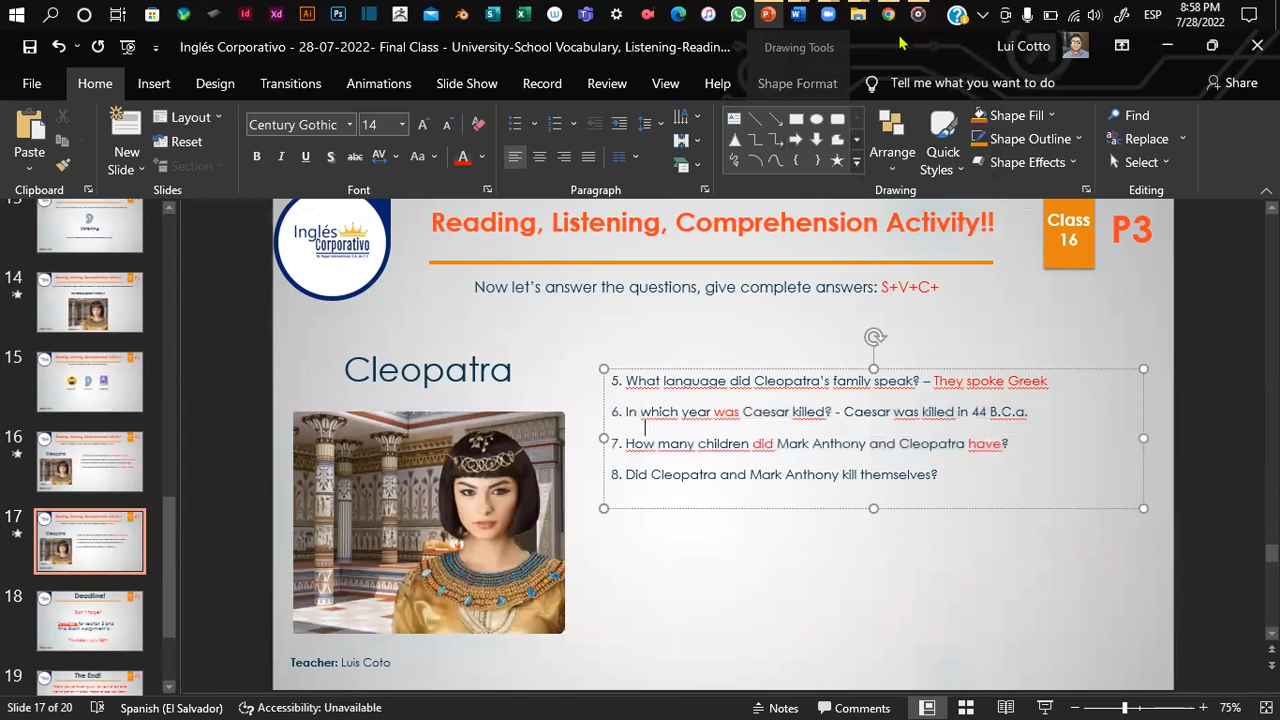 8:58 PM
ESP
7/28/2022
Inglés Corporativo - 28-07-2022- Final Class - University-School Vocabulary, Listening-Readin...
Drawing Tools
Lui Cotto
File Home Insert Design Transitions Animations Slide Show Record Review View Help Shape Format Tell me what you want to do Share
Paste
New Slide
Layout
Reset
Section
Century Gothic 14
Arrange
Quick Styles
Shape Fill
Shape Outline
Shape Effects
Find
Replace
Select
Clipboard Slides Font Paragraph Drawing Editing
14
15
16
17
18
Deadline!
19
The End!
Inglés
Corporativo
Reading, Listening, Comprehension Activity!!
Class
16
P3
Now let's answer the questions, give complete answers: S+V+C+
Cleopatra
5. What language did Cleopatra's family speak? – They spoke Greek
6. In which year was Caesar killed? - Caesar was killed in 44 B.C.a.
7. How many children did Mark Anthony and Cleopatra have?
8. Did Cleopatra and Mark Anthony kill themselves?
Teacher: Luis Coto
Slide 17 of 20
Spanish (El Salvador)
Accessibility: Unavailable
Notes
Comments
75%